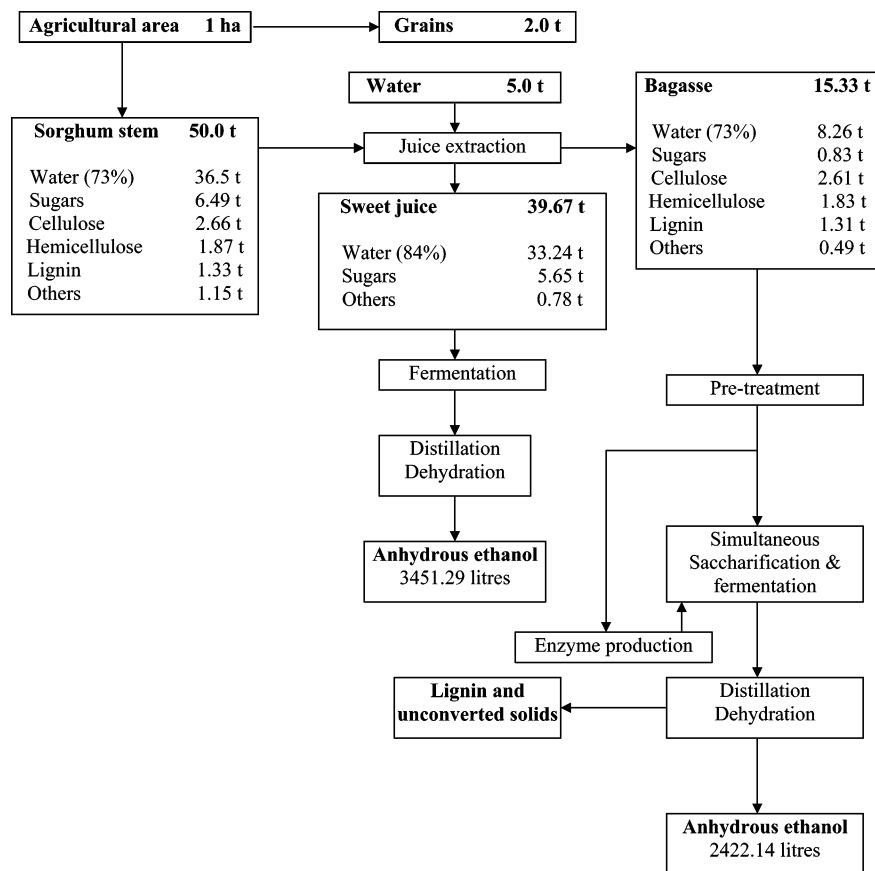 Agricultural area 1 ha
Grains 2.0 t
Water 5.0 t
Sorghum stem 50.0 t
Water (73%) 36.5 t
Sugars 6.49 t
Cellulose 2.66 t
Hemicellulose 1.87 t
Lignin 1.33 t
Others 1.15 t
Juice extraction
Bagasse 15.33 t
Water (73%) 8.26 t
Sugars 0.83 t
Cellulose 2.61 t
Hemicellulose 1.83 t
Lignin 1.31 t
Others 0.49 t
Sweet juice 39.67 t
Water (84%) 33.24 t
Sugars 5.65 t
Others 0.78 t
Fermentation
Distillation
Dehydration
Anhydrous ethanol
3451.29 litres
Pre-treatment
Simultaneous
Saccharification &
fermentation
Enzyme production
Distillation
Dehydration
Lignin and
unconverted solids
Anhydrous ethanol
2422.14 litres